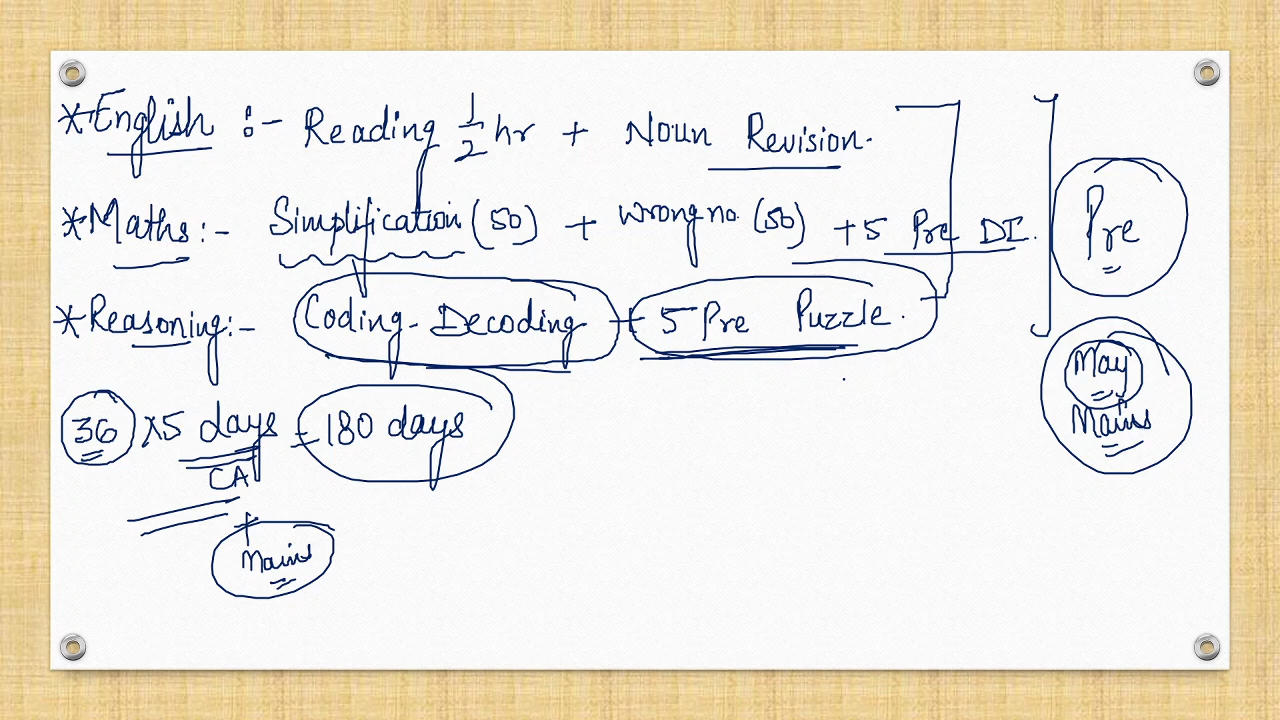 *English :- Reading 1/2 hr + Noun Revision.
*Maths:- Simplification (50) + Wrong no. (50) + 5 Pre DI.
Pre
*Reasoning:- Coding-Decoding + 5 Pre Puzzle.
May
Mains
36 x5 days = 180 days
CA
+
Mains